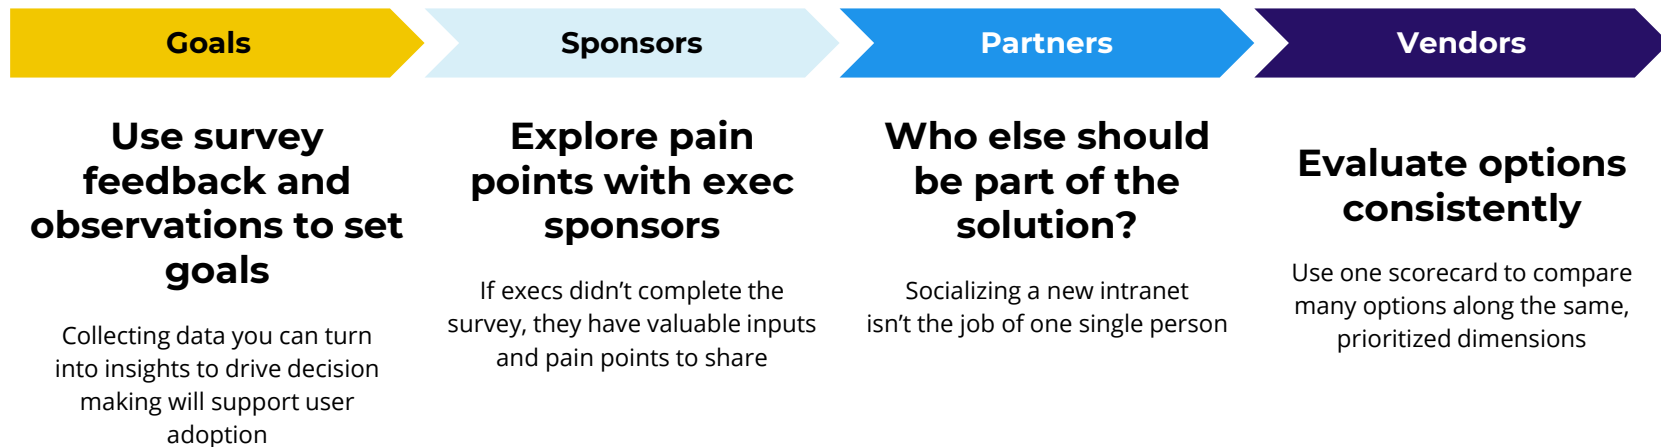 Goals
Use survey
feedback and
observations to set
goals
Collecting data you can turn
into insights to drive decision
making will support user
adoption
Sponsors
Explore pain
points with exec
sponsors
If execs didn’t complete the
survey, they have valuable inputs
and pain points to share
Partners
Who else should
be part of the
solution?
Socializing a new intranet
isn’t the job of one single person
Vendors
Evaluate options
consistently
Use one scorecard to compare
many options along the same,
prioritized dimensions